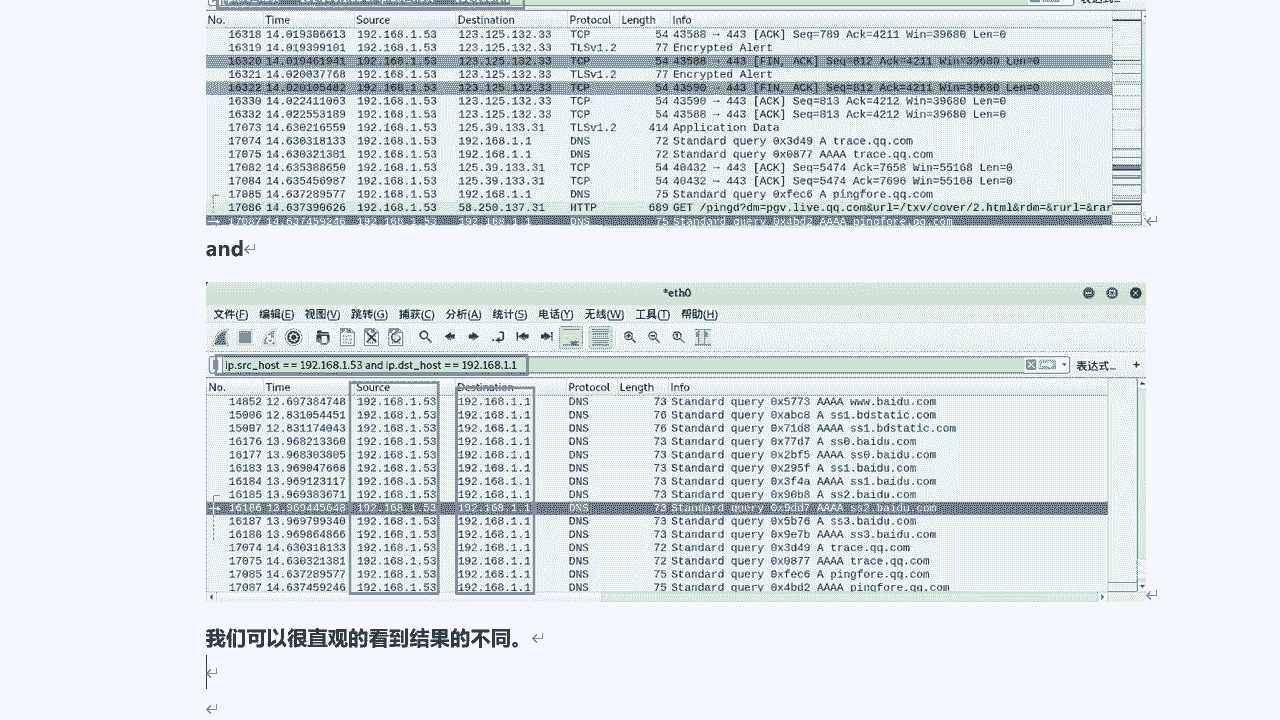 表达式…
No. Time Source Destination Protocol Length Info
16318 14.019306613 192.168.1.53 123.125.132.33 TCP 54 43588 → 443 [ACK] Seq=789 Ack=4211 Win=39680 Len=0
16319 14.019399101 192.168.1.53 123.125.132.33 TLSv1.2 77 Encrypted Alert
16320 14.019461941 192.168.1.53 123.125.132.33 TCP 54 43588 → 443 [FIN, ACK] Seq=812 Ack=4211 Win=39680 Len=0
16321 14.020037768 192.168.1.53 123.125.132.33 TLSv1.2 77 Encrypted Alert
16322 14.020105482 192.168.1.53 123.125.132.33 TCP 54 43590 → 443 [FIN, ACK] Seq=812 Ack=4211 Win=39680 Len=0
16330 14.022411063 192.168.1.53 123.125.132.33 TCP 54 43590 → 443 [ACK] Seq=813 Ack=4212 Win=39680 Len=0
16332 14.022553189 192.168.1.53 123.125.132.33 TCP 54 43588 → 443 [ACK] Seq=813 Ack=4212 Win=39680 Len=0
17073 14.630216559 192.168.1.53 125.39.133.31 TLSv1.2 414 Application Data
17074 14.630318133 192.168.1.53 192.168.1.1 DNS 72 Standard query 0x3d49 A trace.qq.com
17075 14.630321381 192.168.1.53 192.168.1.1 DNS 72 Standard query 0x0877 AAAA trace.qq.com
17082 14.635388650 192.168.1.53 125.39.133.31 TCP 54 40432 → 443 [ACK] Seq=5474 Ack=7658 Win=55168 Len=0
17084 14.635456987 192.168.1.53 125.39.133.31 TCP 54 40432 → 443 [ACK] Seq=5474 Ack=7696 Win=55168 Len=0
17085 14.637289577 192.168.1.53 192.168.1.1 DNS 75 Standard query 0xfec6 A pingfore.qq.com
17086 14.637390626 192.168.1.53 58.250.137.31 HTTP 689 GET /pingd?dm=pgv.live.qq.com&url=/txv/cover/2.html&rdm=&rurl=&rar
17087 14.637459246 192.168.1.53 192.168.1.1 DNS 75 Standard query 0x4bd2 AAAA pingfore.qq.com
and
*eth0
文件(F) 编辑(E) 视图(V) 跳转(G) 捕获(C) 分析(A) 统计(S) 电话(Y) 无线(W) 工具(T) 帮助(H)
ip.src_host == 192.168.1.53 and ip.dst_host == 192.168.1.1 表达式… +
No. Time Source Destination Protocol Length Info
14852 12.697384748 192.168.1.53 192.168.1.1 DNS 73 Standard query 0x5773 AAAA www.baidu.com
15006 12.831054451 192.168.1.53 192.168.1.1 DNS 76 Standard query 0xabc8 A ss1.bdstatic.com
15007 12.831174043 192.168.1.53 192.168.1.1 DNS 76 Standard query 0x71d8 AAAA ss1.bdstatic.com
16176 13.968213360 192.168.1.53 192.168.1.1 DNS 73 Standard query 0x77d7 A ss0.baidu.com
16177 13.968303805 192.168.1.53 192.168.1.1 DNS 73 Standard query 0x2bf5 AAAA ss0.baidu.com
16183 13.969047668 192.168.1.53 192.168.1.1 DNS 73 Standard query 0x295f A ss1.baidu.com
16184 13.969123117 192.168.1.53 192.168.1.1 DNS 73 Standard query 0x3f4a AAAA ss1.baidu.com
16185 13.969383671 192.168.1.53 192.168.1.1 DNS 73 Standard query 0x90b8 A ss2.baidu.com
16186 13.969445648 192.168.1.53 192.168.1.1 DNS 73 Standard query 0x9dd7 AAAA ss2.baidu.com
16187 13.969799340 192.168.1.53 192.168.1.1 DNS 73 Standard query 0x5b76 A ss3.baidu.com
16188 13.969864866 192.168.1.53 192.168.1.1 DNS 73 Standard query 0x9e7b AAAA ss3.baidu.com
17074 14.630318133 192.168.1.53 192.168.1.1 DNS 72 Standard query 0x3d49 A trace.qq.com
17075 14.630321381 192.168.1.53 192.168.1.1 DNS 72 Standard query 0x0877 AAAA trace.qq.com
17085 14.637289577 192.168.1.53 192.168.1.1 DNS 75 Standard query 0xfec6 A pingfore.qq.com
17087 14.637459246 192.168.1.53 192.168.1.1 DNS 75 Standard query 0x4bd2 AAAA pingfore.qq.com
我们可以很直观的看到结果的不同。